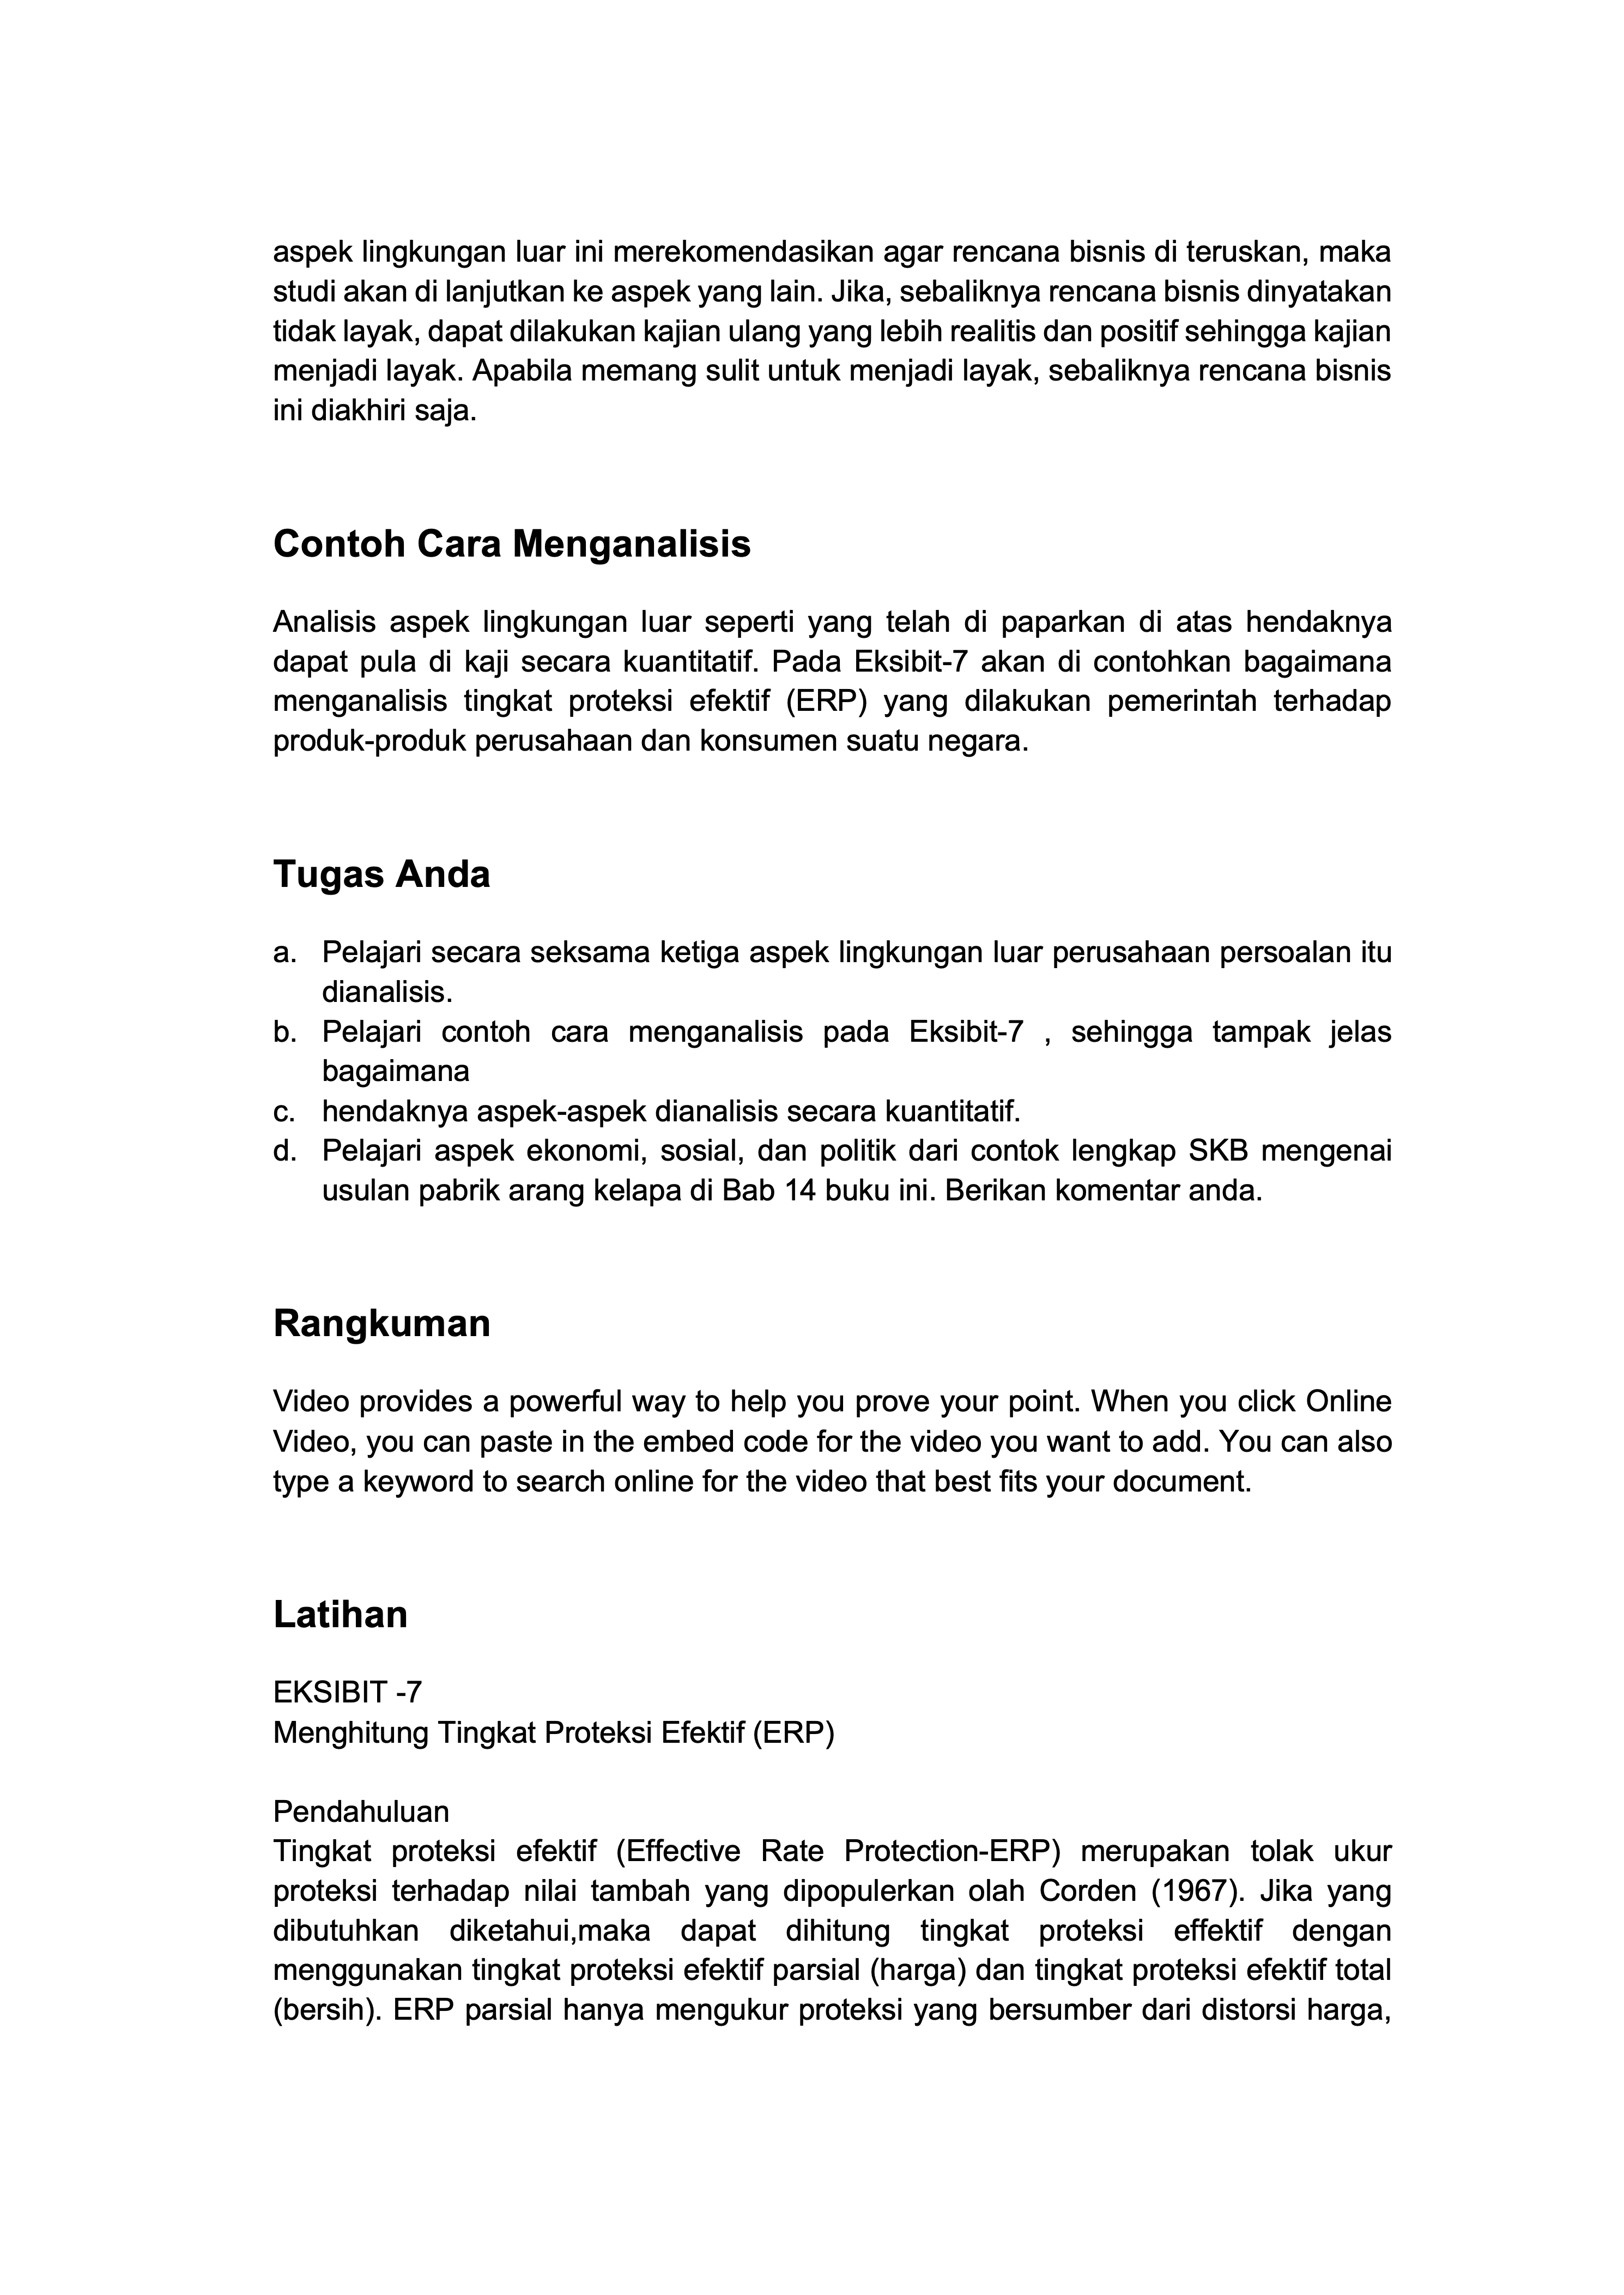 aspek lingkungan luar ini merekomendasikan agar rencana bisnis di teruskan, maka
studi akan di lanjutkan ke aspek yang lain. Jika, sebaliknya rencana bisnis dinyatakan
tidak layak, dapat dilakukan kajian ulang yang lebih realitis dan positif sehingga kajian
menjadi layak. Apabila memang sulit untuk menjadi layak, sebaliknya rencana bisnis
ini diakhiri saja.
Contoh Cara Menganalisis
Analisis aspek lingkungan luar seperti yang telah di paparkan di atas hendaknya
dapat pula di kaji secara kuantitatif. Pada Eksibit-7 akan di contohkan bagaimana
menganalisis tingkat proteksi efektif (ERP) yang dilakukan pemerintah terhadap
produk-produk perusahaan dan konsumen suatu negara.
Tugas Anda
a. Pelajari secara seksama ketiga aspek lingkungan luar perusahaan persoalan itu
dianalisis.
b. Pelajari contoh cara menganalisis pada Eksibit-7 , sehingga tampak jelas
bagaimana
c. hendaknya aspek-aspek dianalisis secara kuantitatif.
d. Pelajari aspek ekonomi, sosial, dan politik dari contok lengkap SKB mengenai
usulan pabrik arang kelapa di Bab 14 buku ini. Berikan komentar anda.
Rangkuman
Video provides a powerful way to help you prove your point. When you click Online
Video, you can paste in the embed code for the video you want to add. You can also
type a keyword to search online for the video that best fits your document.
Latihan
EKSIBIT -7
Menghitung Tingkat Proteksi Efektif (ERP)
Pendahuluan
Tingkat proteksi efektif (Effective Rate Protection-ERP) merupakan tolak ukur
proteksi terhadap nilai tambah yang dipopulerkan olah Corden (1967). Jika yang
dibutuhkan diketahui,maka dapat dihitung tingkat proteksi effektif dengan
menggunakan tingkat proteksi efektif parsial (harga) dan tingkat proteksi efektif total
(bersih). ERP parsial hanya mengukur proteksi yang bersumber dari distorsi harga,